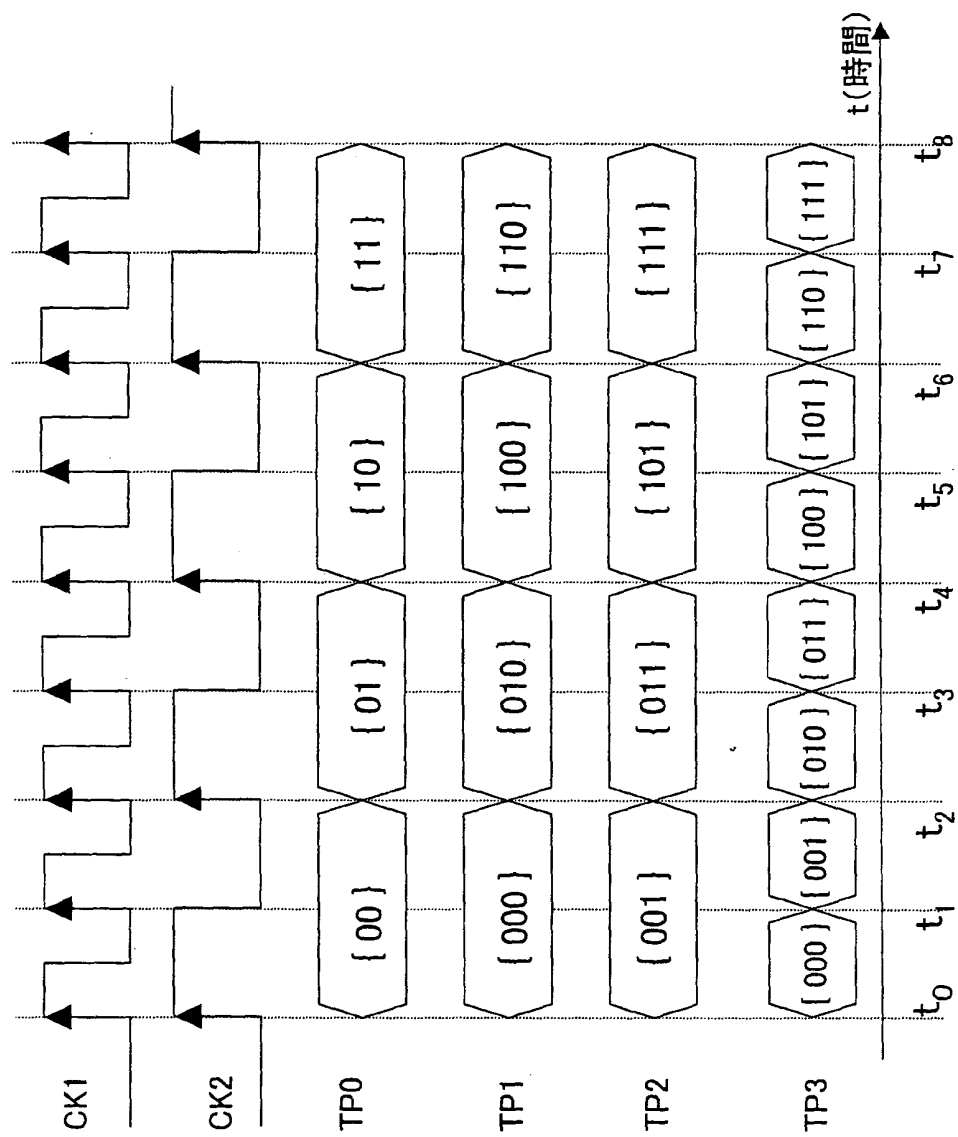 CK1
CK2
TP0 {00} {01} {10} {11}
TP1 {000} {010} {100} {110}
TP2 {001} {011} {101} {111}
TP3 {000} {001} {010} {011} {100} {101} {110} {111}
t0 t1 t2 t3 t4 t5 t6 t7 t8
t(時間)